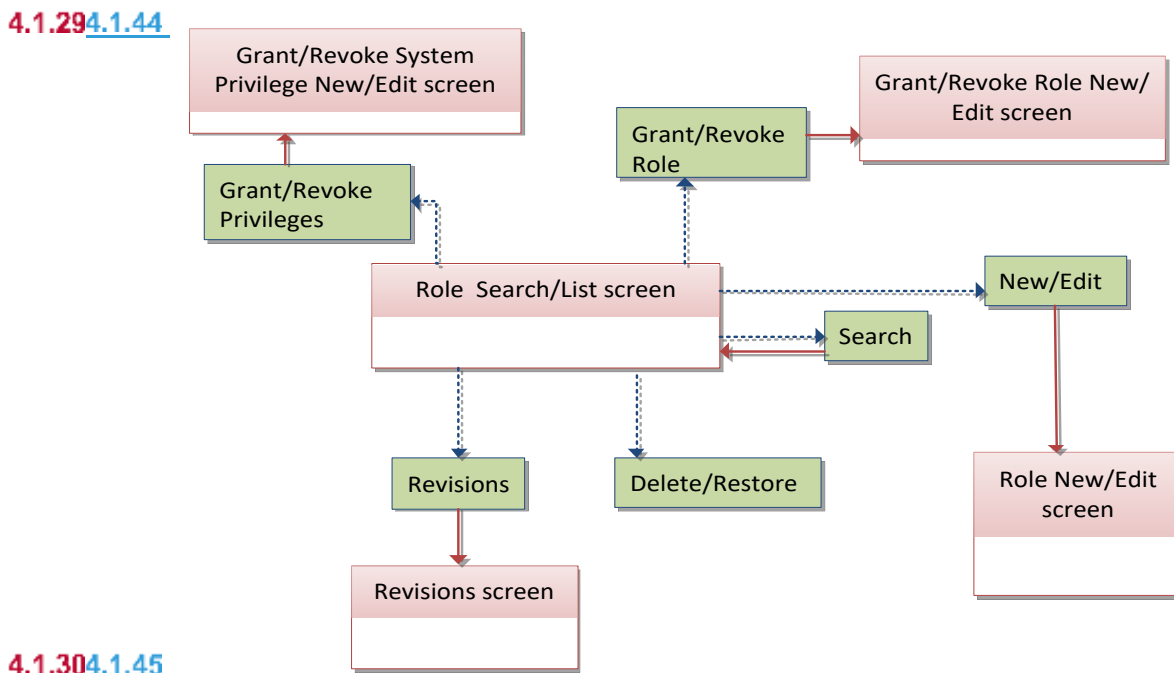 4.1.294.1.44
Grant/Revoke System
Privilege New/Edit screen
Grant/Revoke Role New/
Edit screen
Grant/Revoke
Role
Grant/Revoke
Privileges
Role  Search/List screen
New/Edit
Search
Revisions
Delete/Restore
Role New/Edit
screen
Revisions screen
4.1.304.1.45